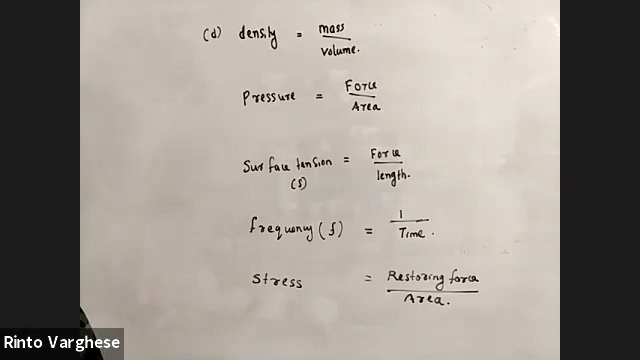 (d) density = mass / volume.
Pressure = Force / Area
Surface tension (S) = Force / length.
frequency (f) = 1 / Time.
Stress = Restoring force / Area.
Rinto Varghese